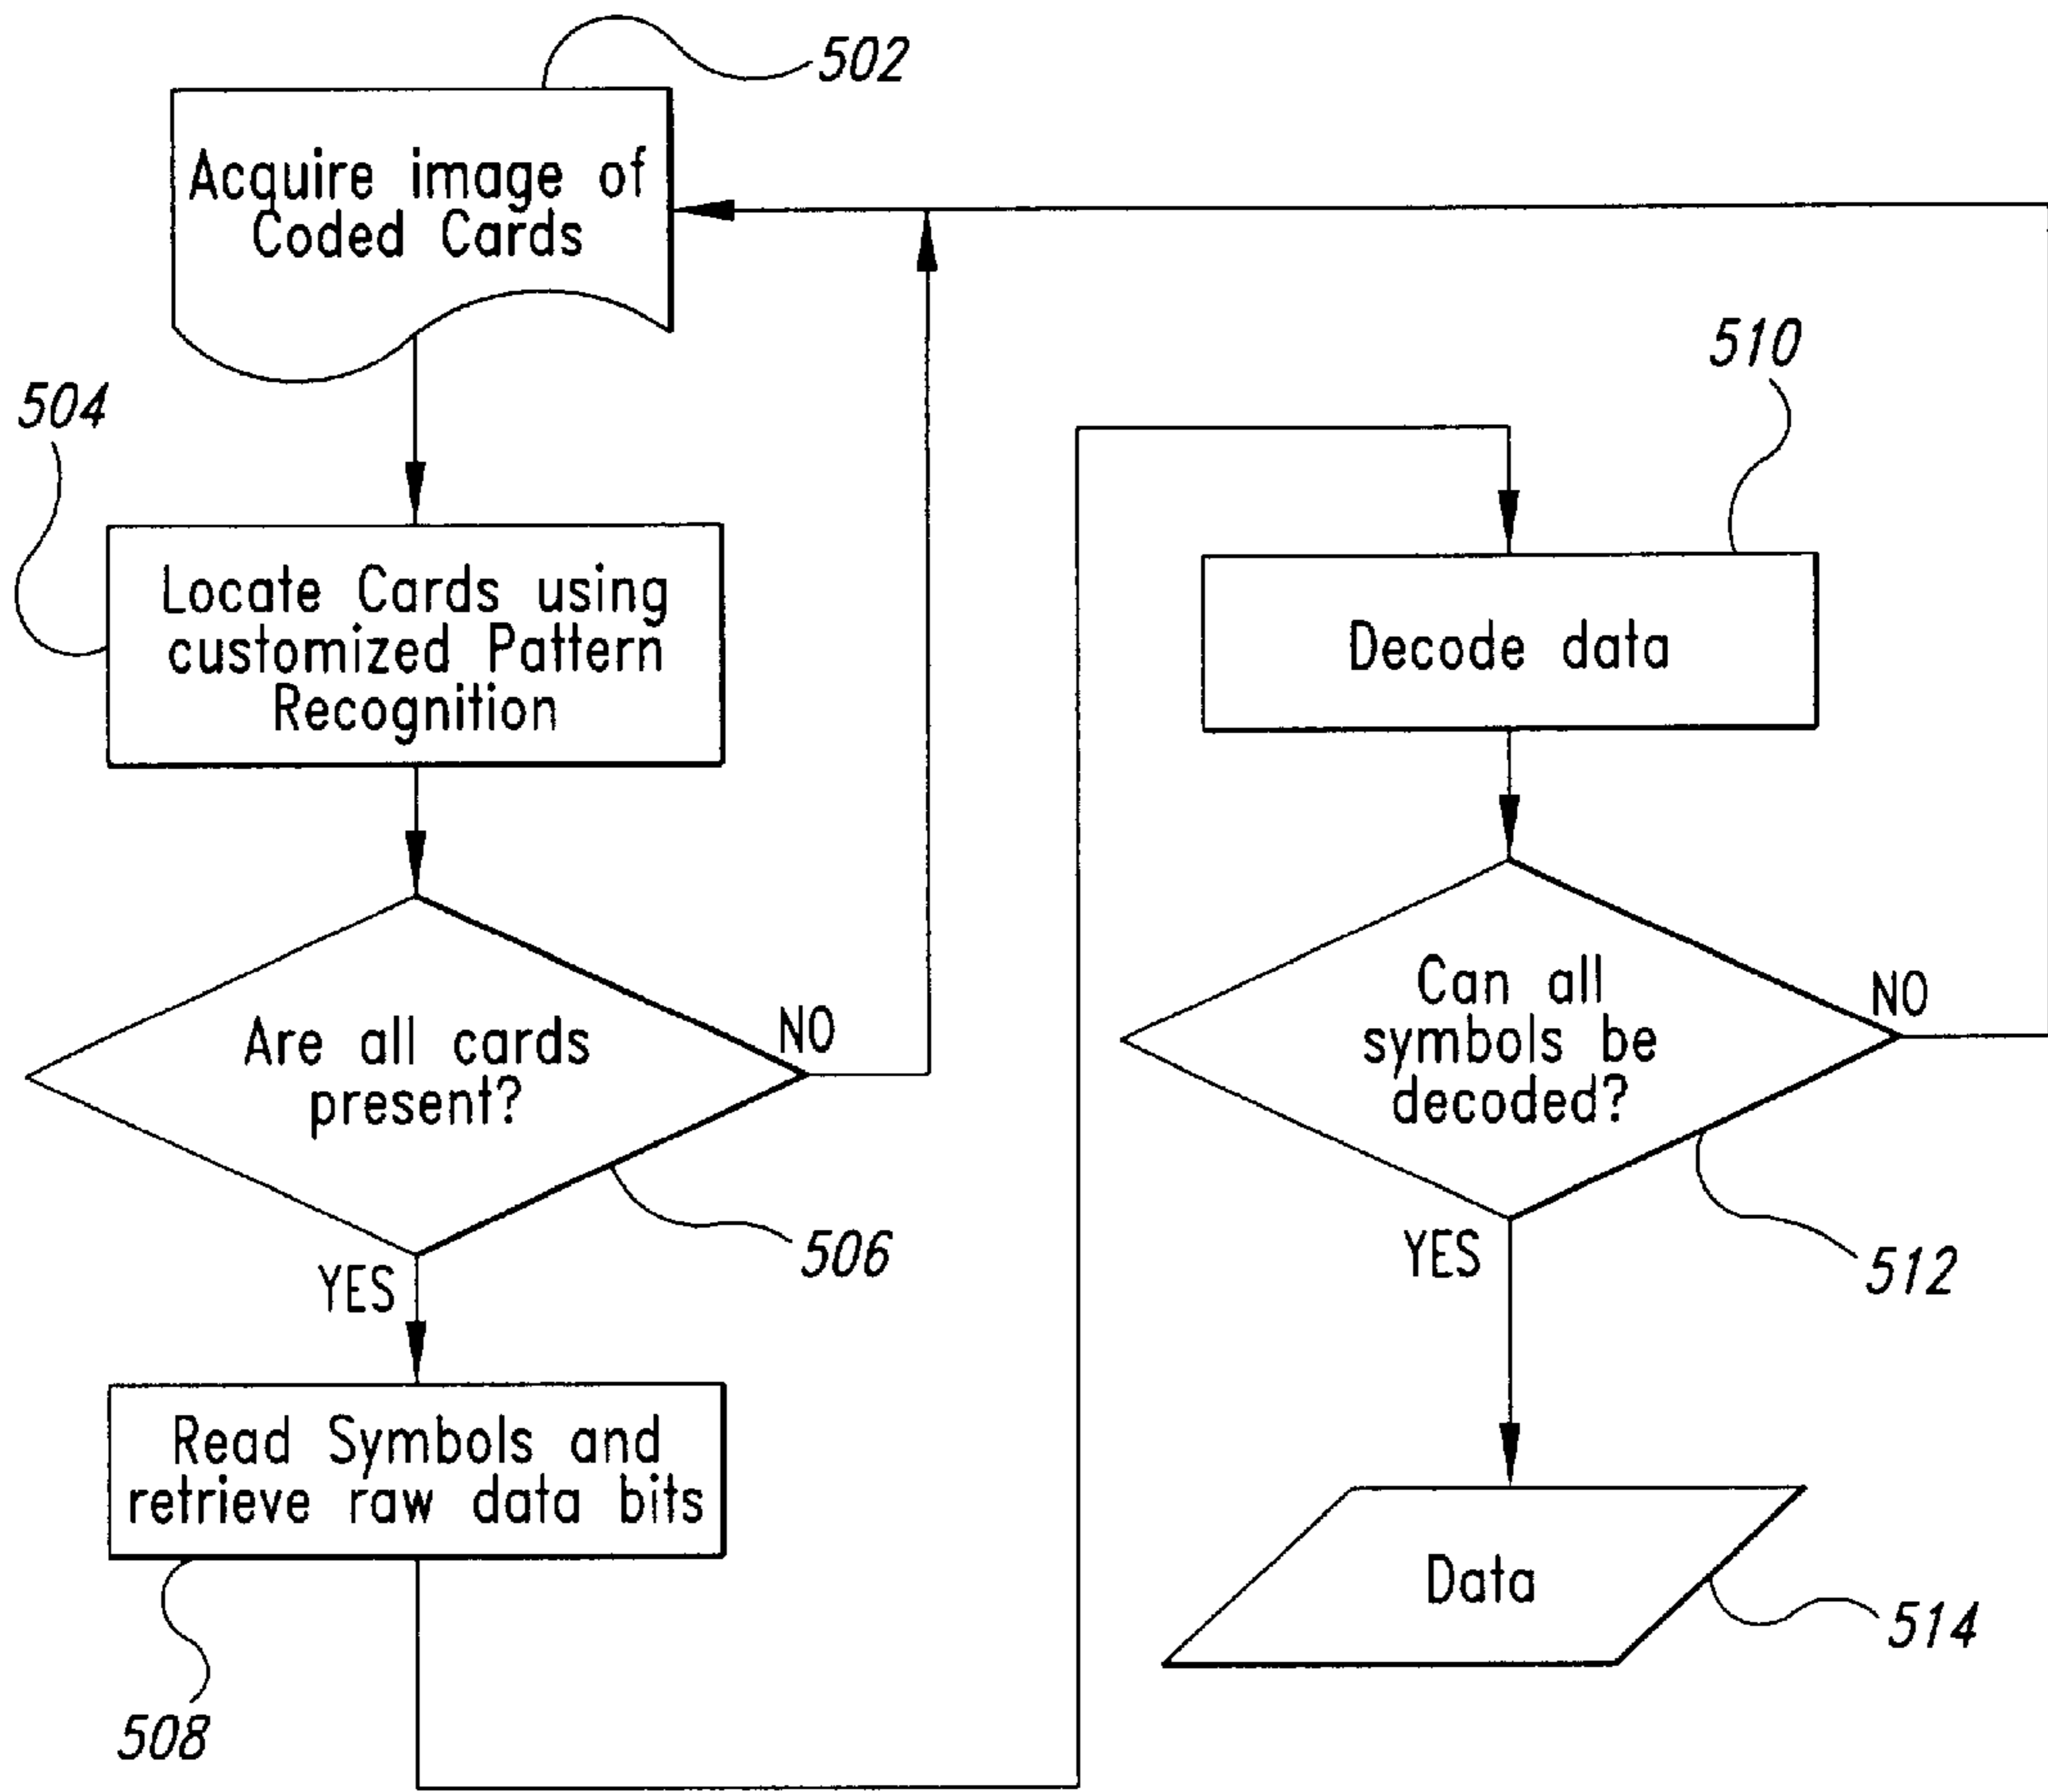 502
Acquire image of
Coded Cards
504
Locate Cards using
customized Pattern
Recognition
Are all cards
present?
NO
506
YES
Read Symbols and
retrieve raw data bits
508
510
Decode data
Can all
symbols be
decoded?
NO
YES
512
Data
514